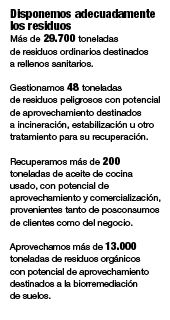 Disponemos adecuadamente
los residuos
Más de 29.700 toneladas
de residuos ordinarios destinados
a rellenos sanitarios.
Gestionamos 48 toneladas
de residuos peligrosos con potencial
de aprovechamiento destinados
a incineración, estabilización u otro
tratamiento para su recuperación.
Recuperamos más de 200
toneladas de aceite de cocina
usado, con potencial de
aprovechamiento y comercialización,
provenientes tanto de posconsumos
de clientes como del negocio.
Aprovechamos más de 13.000
toneladas de residuos orgánicos
con potencial de aprovechamiento
destinados a la biorremediación
de suelos.